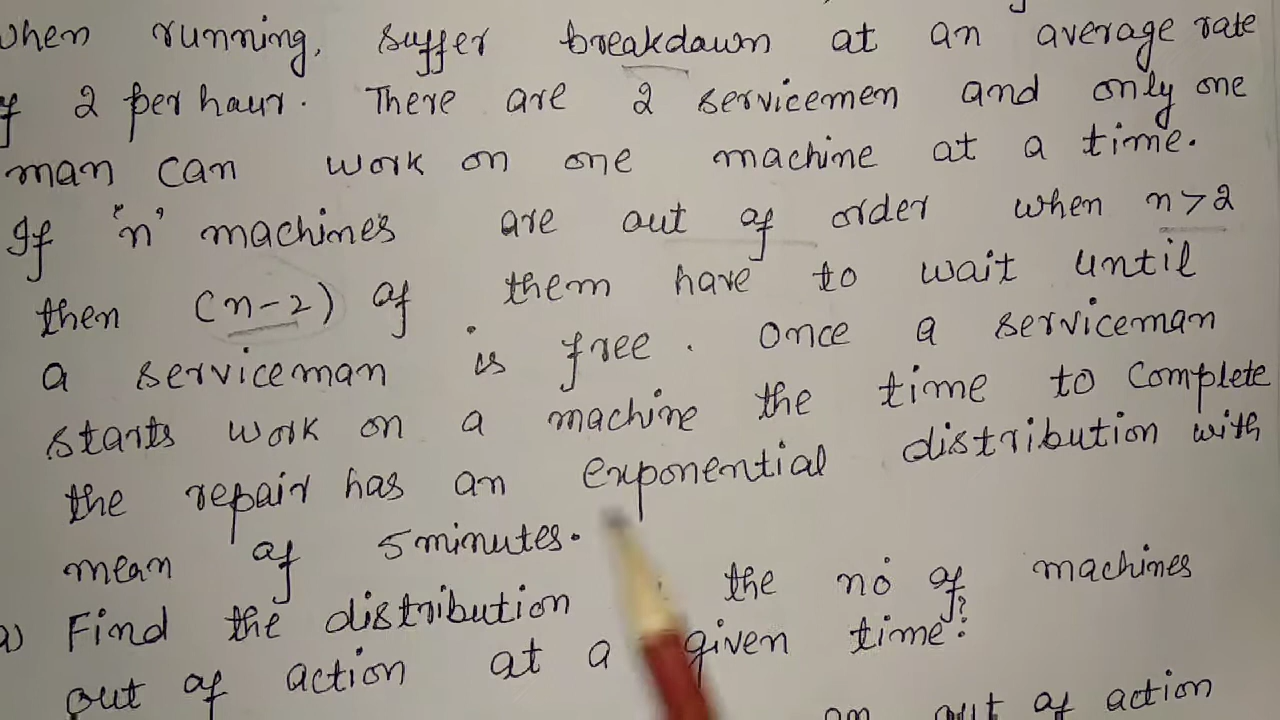 when running, suffer breakdown at an average rate
of 2 per hour. There are 2 servicemen and only one
man can work on one machine at a time.
If "n" machines are out of order when n > 2
then (n-2) of them have to wait until
a serviceman is free. Once a serviceman
starts work on a machine the time to complete
the repair has an exponential distribution with
mean of 5 minutes.
a) Find the distribution the no of machines
out of action at a given time?
an out of action